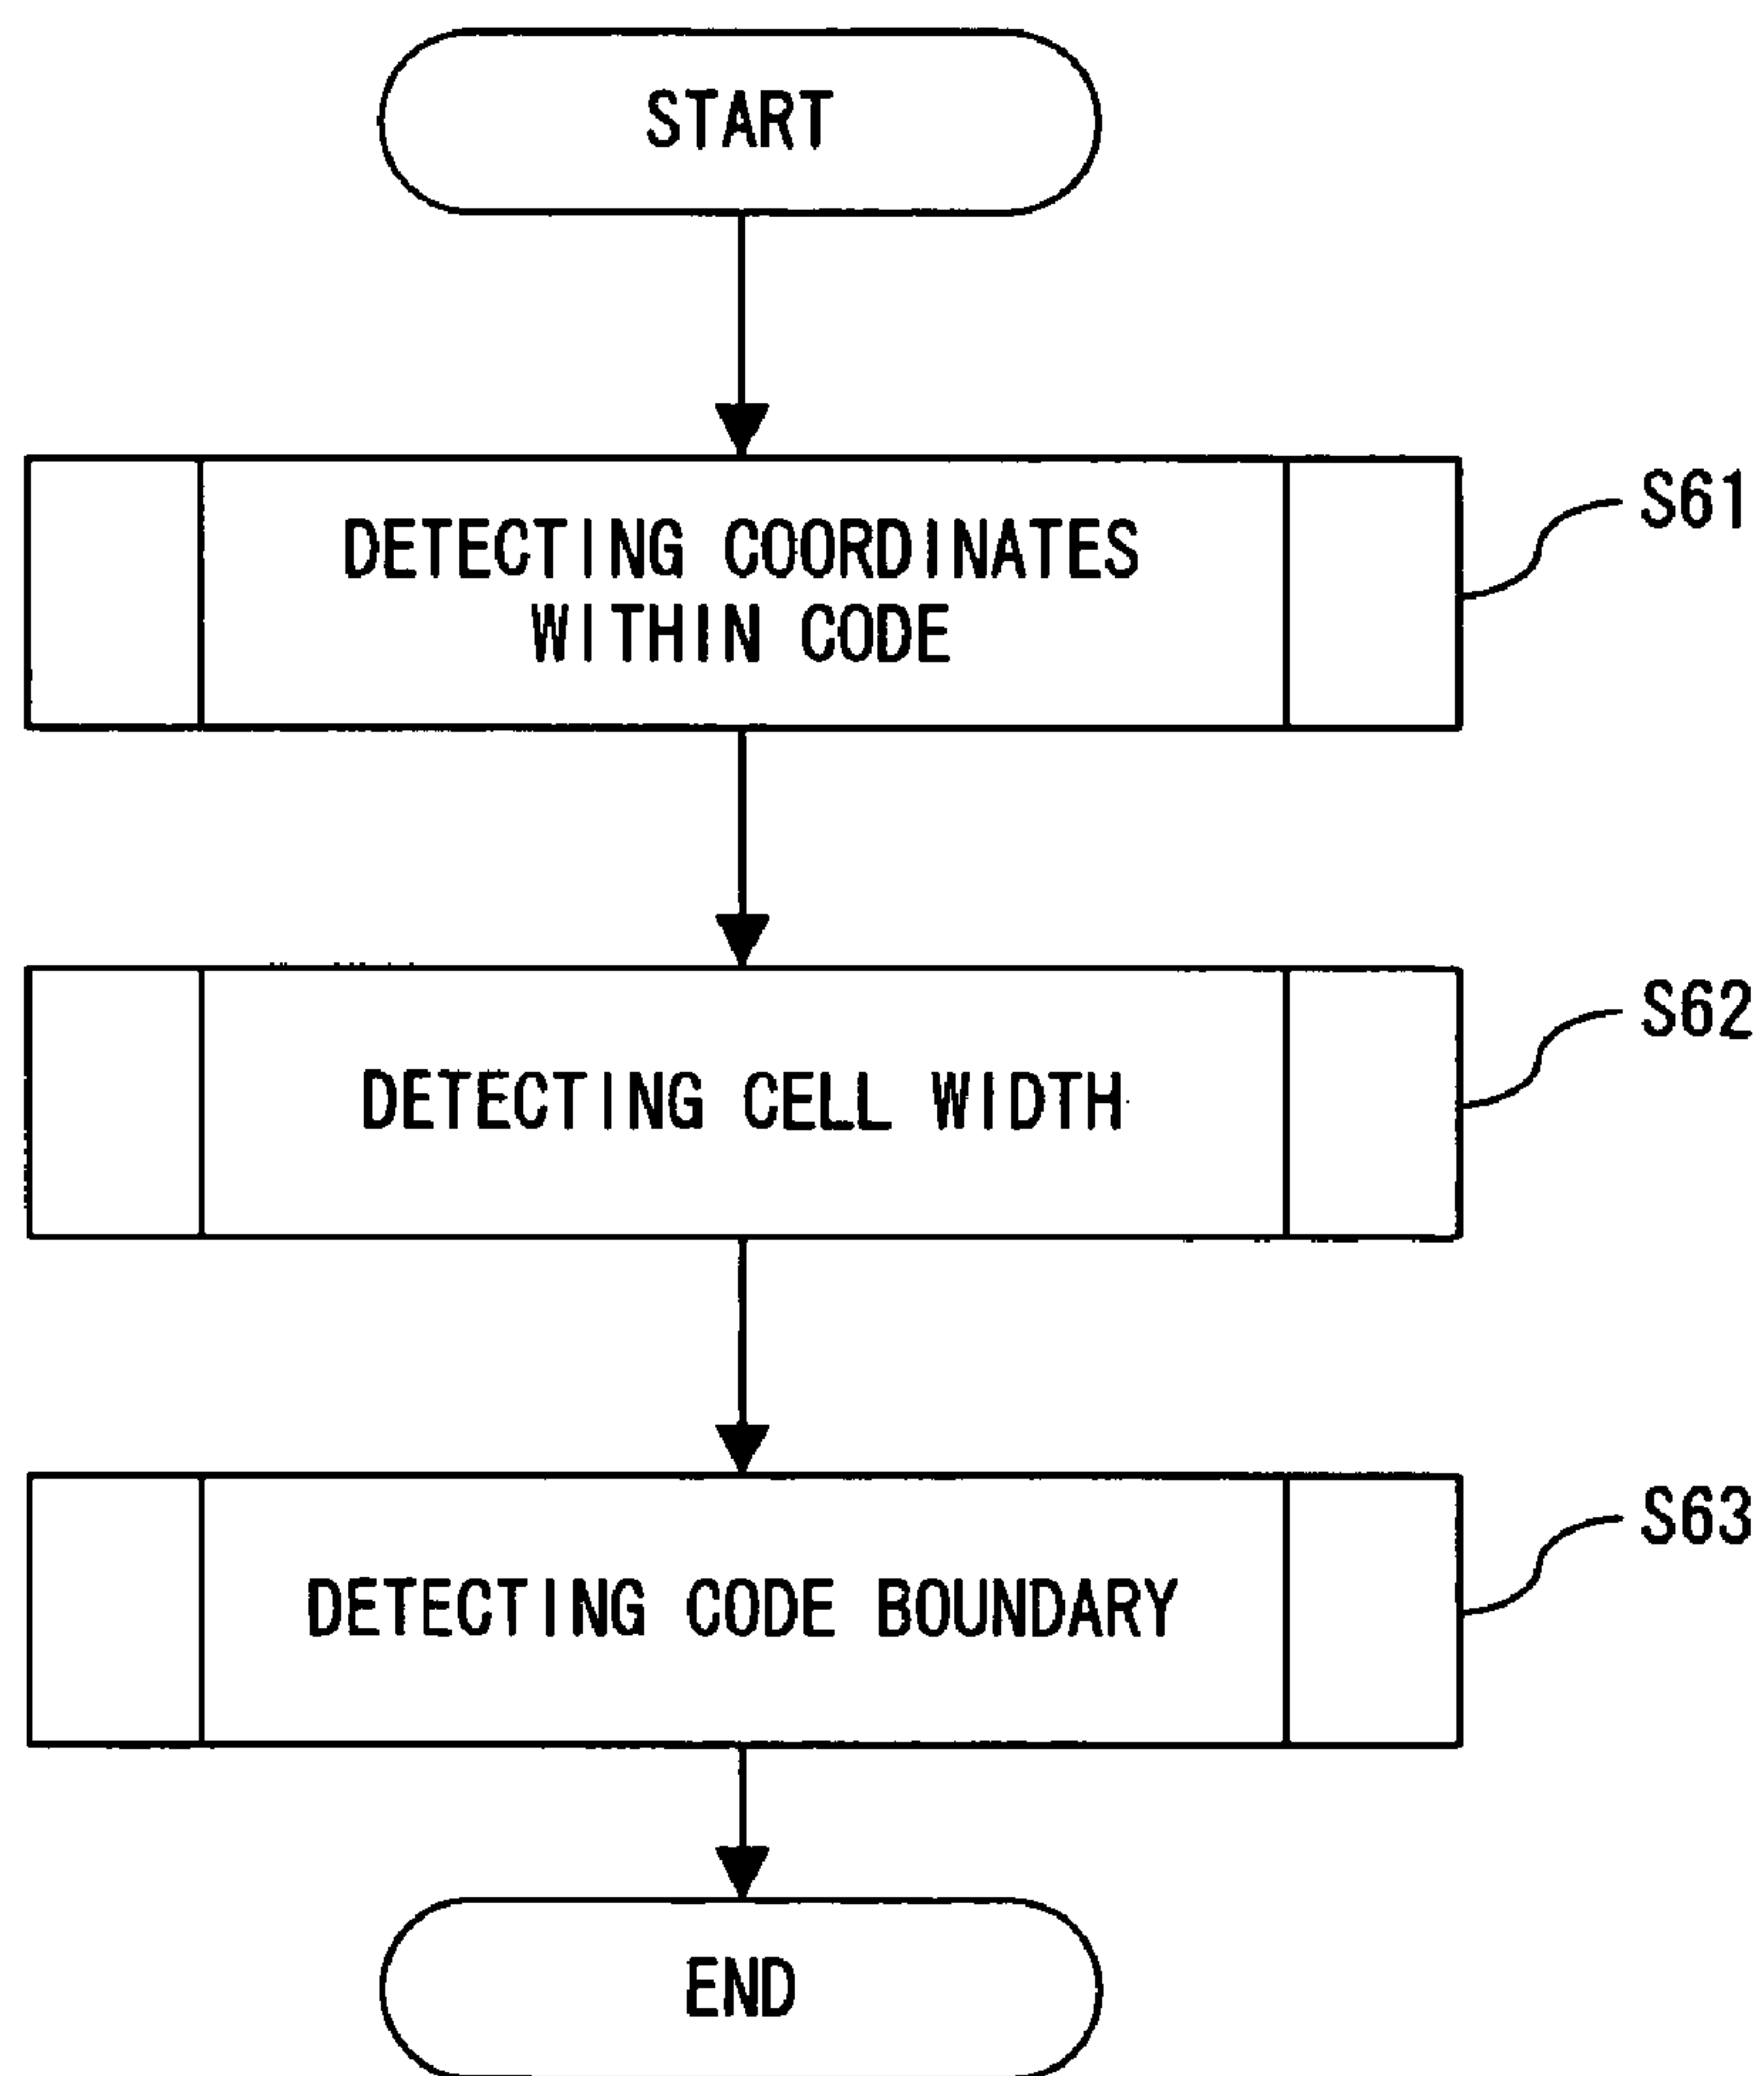 START
S61
DETECTING COORDINATES
WITHIN CODE
S62
DETECTING CELL WIDTH
S63
DETECTING CODE BOUNDARY
END